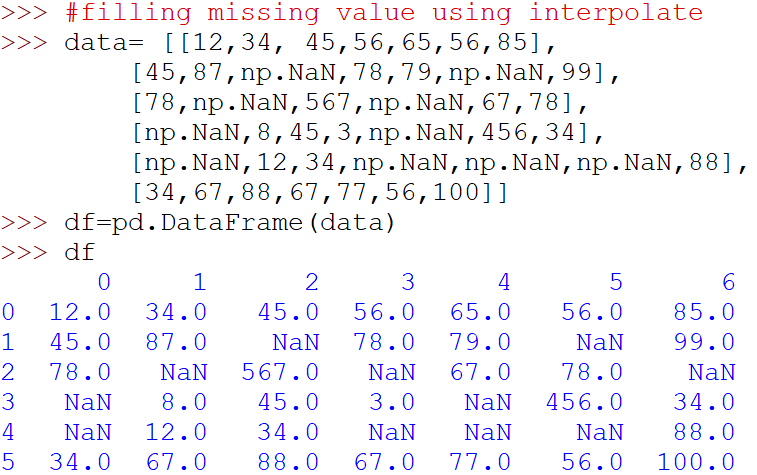 >>> #filling missing value using interpolate
>>> data= [[12,34, 45,56,65,56,85],
[45,87,np.NaN,78,79,np.NaN,99],
[78,np.NaN,567,np.NaN,67,78],
[np.NaN,8,45,3,np.NaN,456,34],
[np.NaN,12,34,np.NaN,np.NaN,np.NaN,88],
[34,67,88,67,77,56,100]]
>>> df=pd.DataFrame(data)
>>> df
0 1 2 3 4 5 6
0 12.0 34.0 45.0 56.0 65.0 56.0 85.0
1 45.0 87.0 NaN 78.0 79.0 NaN 99.0
2 78.0 NaN 567.0 NaN 67.0 78.0 NaN
3 NaN 8.0 45.0 3.0 NaN 456.0 34.0
4 NaN 12.0 34.0 NaN NaN NaN 88.0
5 34.0 67.0 88.0 67.0 77.0 56.0 100.0